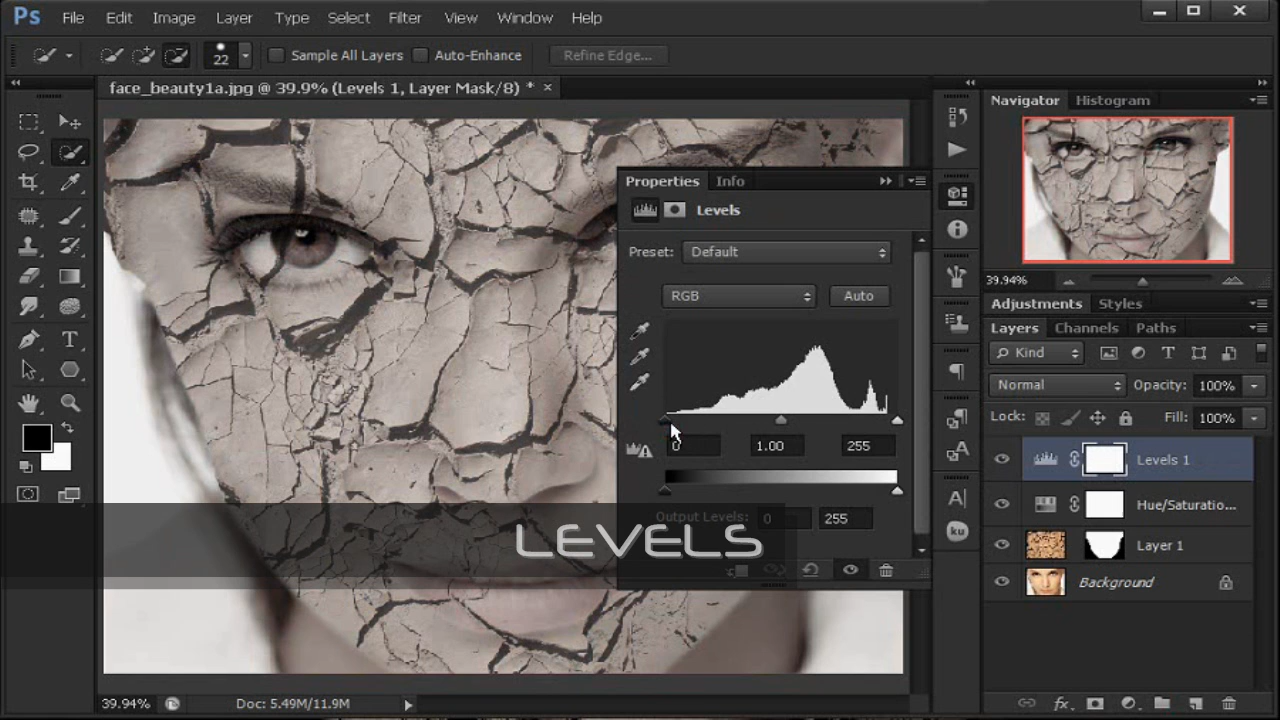 Ps File Edit Image Layer Type Select Filter View Window Help
22 Sample All Layers Auto-Enhance Refine Edge...
face_beauty1a.jpg @ 39.9% (Levels 1, Layer Mask/8) * ×
Properties Info
Levels
Preset: Default
RGB Auto
0 1.00 255
Output Levels: 0 255
LEVELS
Navigator Histogram
39.94%
Adjustments Styles
Layers Channels Paths
Kind
Normal Opacity: 100%
Lock: Fill: 100%
Levels 1
Hue/Saturatio...
Layer 1
Background
ku
39.94% Doc: 5.49M/11.9M